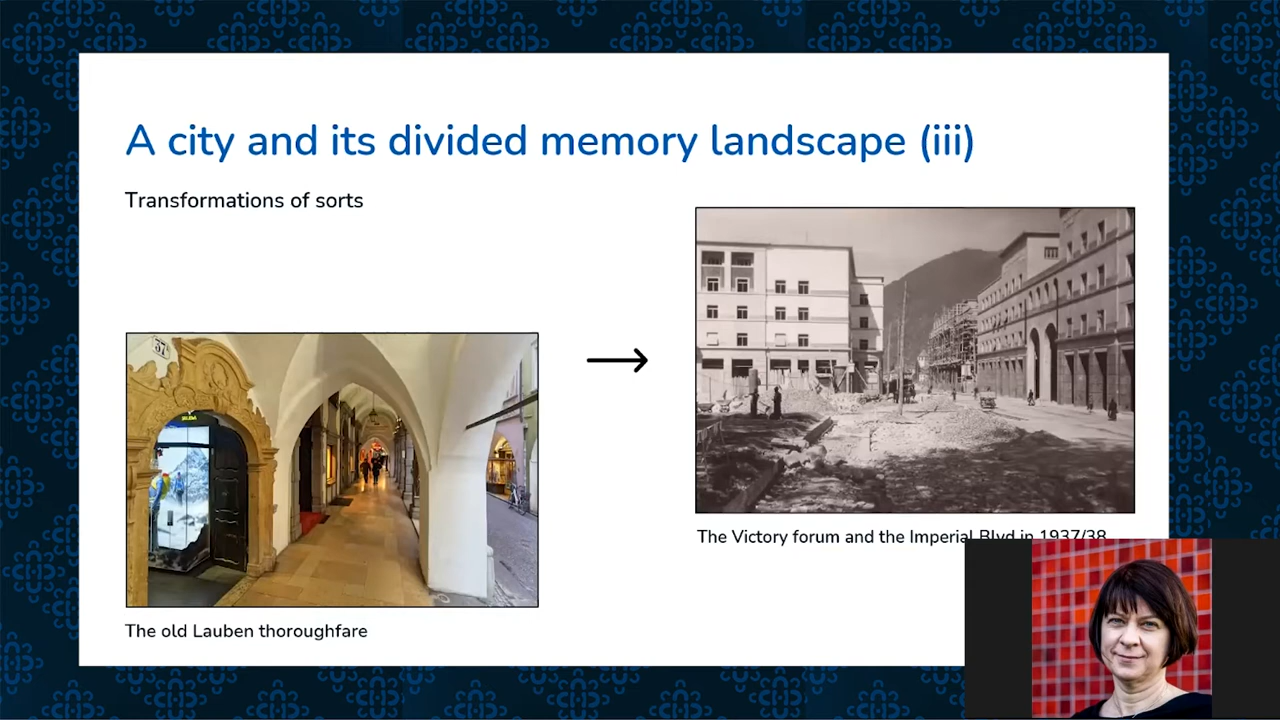 A city and its divided memory landscape (iii)
Transformations of sorts
37
The Victory forum and the Imperial Blvd in 1937/38
The old Lauben thoroughfare